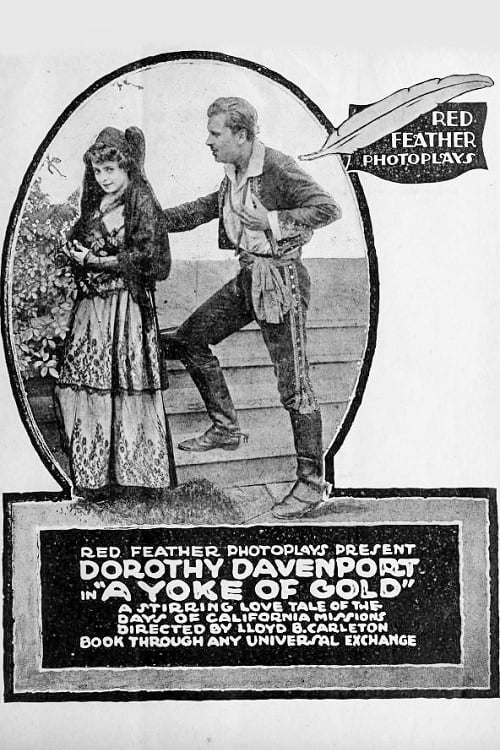 RED
FEATHER
PHOTOPLAYS
RED FEATHER PHOTOPLAYS PRESENT
DOROTHY DAVENPORT
IN "A YOKE OF GOLD"
A STIRRING LOVE TALE OF THE
DAYS OF CALIFORNIA MISSIONS
DIRECTED BY LLOYD B. CARLETON
BOOK THROUGH ANY UNIVERSAL EXCHANGE